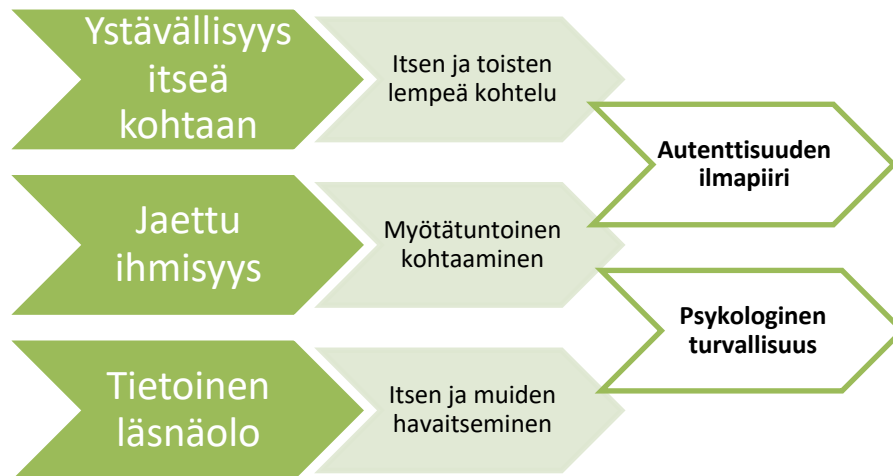 Ystävällisyys
itseä
kohtaan
Itsen ja toisten
lempeä kohtelu
Autenttisuuden
ilmapiiri
Jaettu
ihmisyys
Myötätuntoinen
kohtaaminen
Psykologinen
turvallisuus
Tietoinen
läsnäolo
Itsen ja muiden
havaitseminen